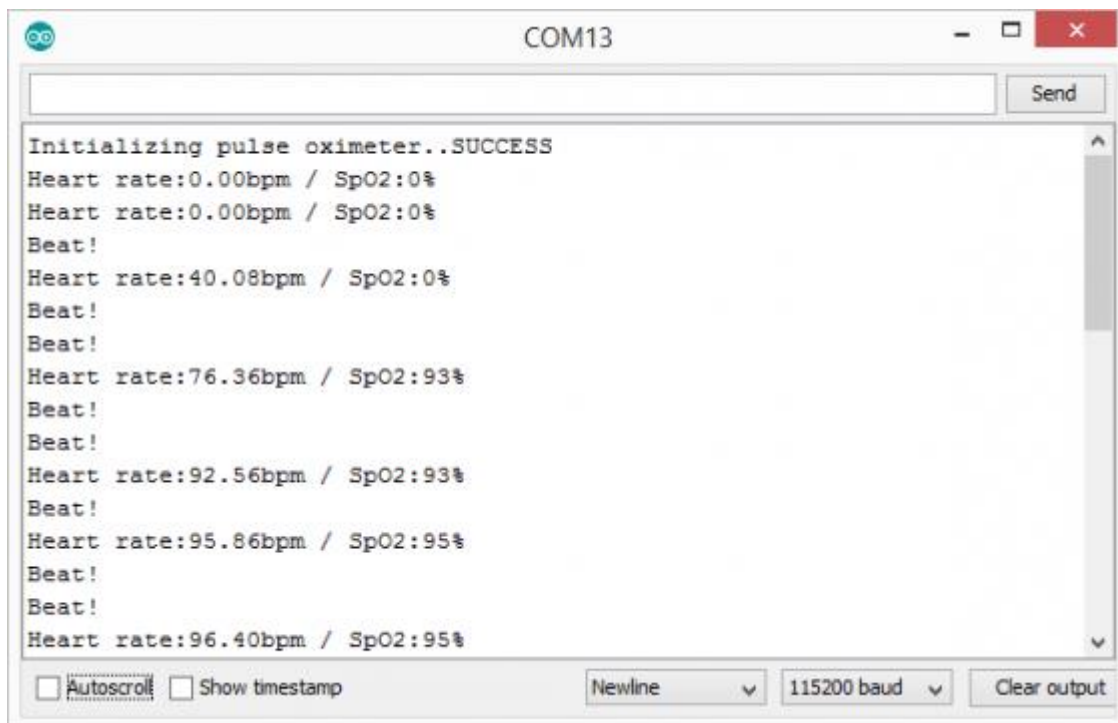 COM13
Send
Initializing pulse oximeter..SUCCESS
Heart rate:0.00bpm / SpO2:0%
Heart rate:0.00bpm / SpO2:0%
Beat!
Heart rate:40.08bpm / SpO2:0%
Beat!
Beat!
Heart rate:76.36bpm / SpO2:93%
Beat!
Beat!
Heart rate:92.56bpm / SpO2:93%
Beat!
Heart rate:95.86bpm / SpO2:95%
Beat!
Beat!
Heart rate:96.40bpm / SpO2:95%
Autoscroll Show timestamp Newline 115200 baud Clear output